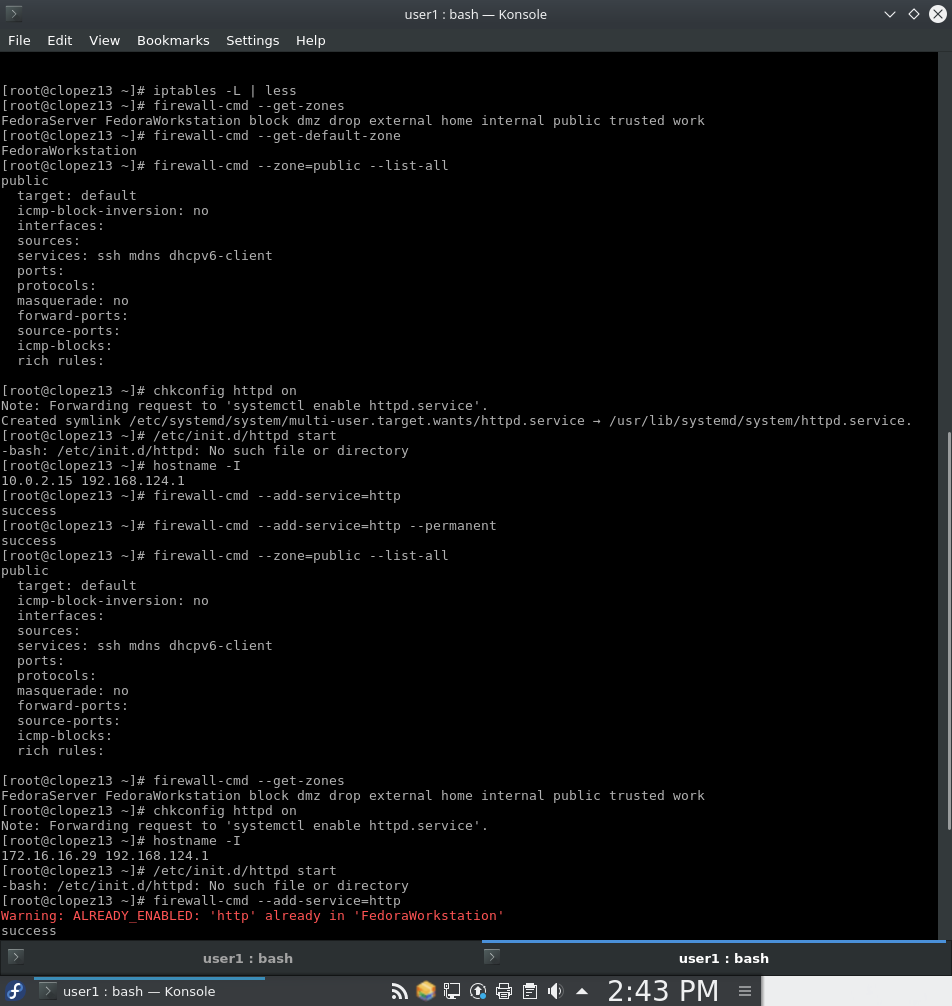 user1 : bash — Konsole
File Edit View Bookmarks Settings Help
[root@clopez13 ~]# iptables -L | less
[root@clopez13 ~]# firewall-cmd --get-zones
FedoraServer FedoraWorkstation block dmz drop external home internal public trusted work
[root@clopez13 ~]# firewall-cmd --get-default-zone
FedoraWorkstation
[root@clopez13 ~]# firewall-cmd --zone=public --list-all
public
  target: default
  icmp-block-inversion: no
  interfaces:
  sources:
  services: ssh mdns dhcpv6-client
  ports:
  protocols:
  masquerade: no
  forward-ports:
  source-ports:
  icmp-blocks:
  rich rules:
[root@clopez13 ~]# chkconfig httpd on
Note: Forwarding request to 'systemctl enable httpd.service'.
Created symlink /etc/systemd/system/multi-user.target.wants/httpd.service → /usr/lib/systemd/system/httpd.service.
[root@clopez13 ~]# /etc/init.d/httpd start
-bash: /etc/init.d/httpd: No such file or directory
[root@clopez13 ~]# hostname -I
10.0.2.15 192.168.124.1
[root@clopez13 ~]# firewall-cmd --add-service=http
success
[root@clopez13 ~]# firewall-cmd --add-service=http --permanent
success
[root@clopez13 ~]# firewall-cmd --zone=public --list-all
public
  target: default
  icmp-block-inversion: no
  interfaces:
  sources:
  services: ssh mdns dhcpv6-client
  ports:
  protocols:
  masquerade: no
  forward-ports:
  source-ports:
  icmp-blocks:
  rich rules:
[root@clopez13 ~]# firewall-cmd --get-zones
FedoraServer FedoraWorkstation block dmz drop external home internal public trusted work
[root@clopez13 ~]# chkconfig httpd on
Note: Forwarding request to 'systemctl enable httpd.service'.
[root@clopez13 ~]# hostname -I
172.16.16.29 192.168.124.1
[root@clopez13 ~]# /etc/init.d/httpd start
-bash: /etc/init.d/httpd: No such file or directory
[root@clopez13 ~]# firewall-cmd --add-service=http
Warning: ALREADY_ENABLED: 'http' already in 'FedoraWorkstation'
success
user1 : bash user1 : bash
user1 : bash — Konsole 2:43 PM